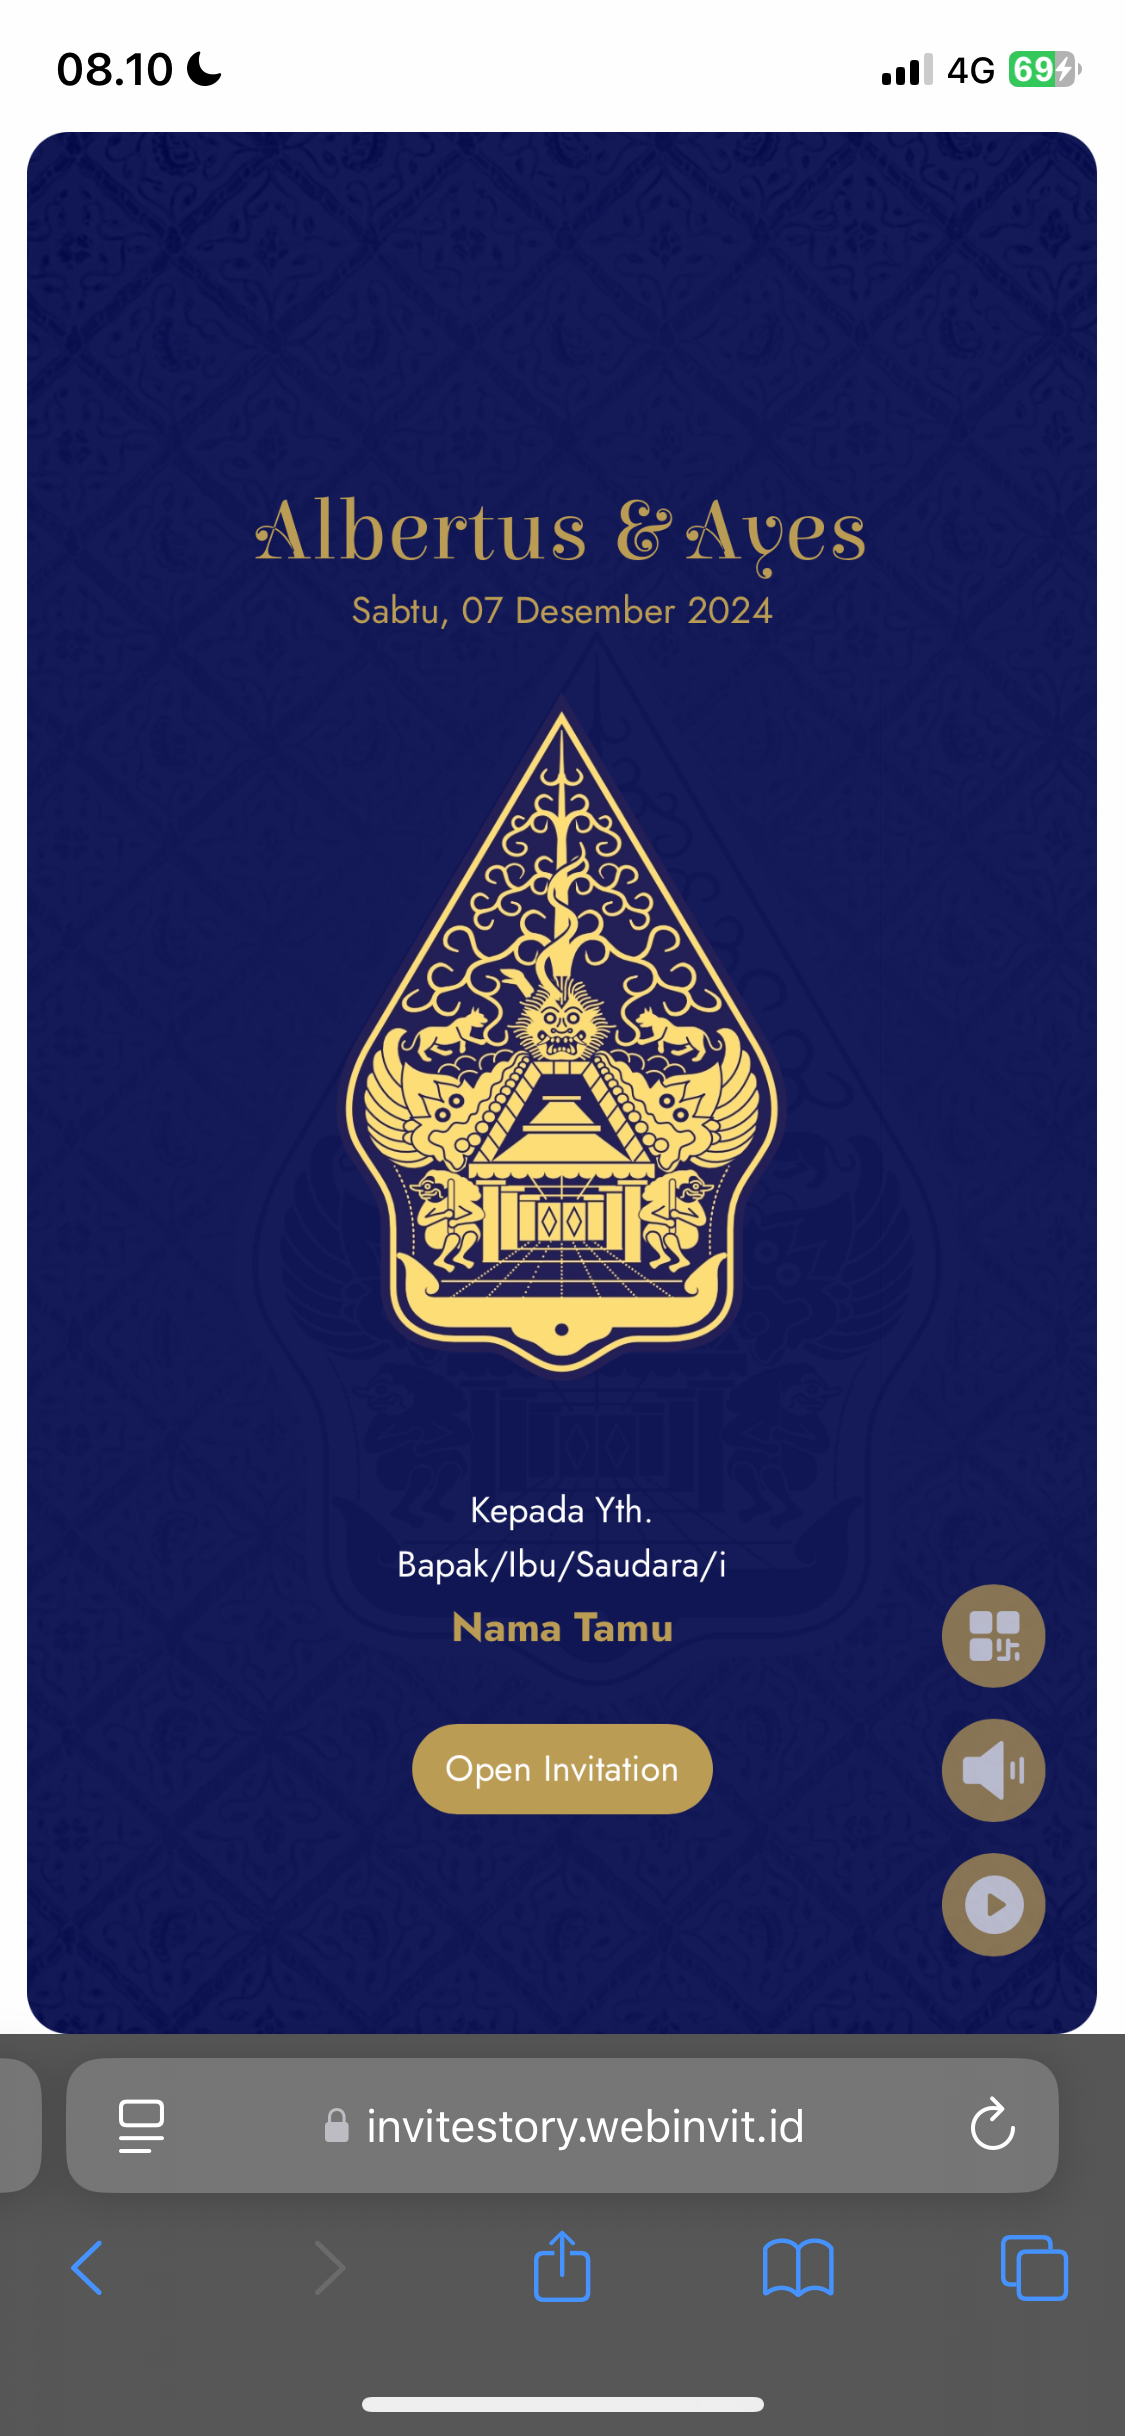 08.10
4G
69
Albertus & Ayes
Sabtu, 07 Desember 2024
Kepada Yth.
Bapak/Ibu/Saudara/i
Nama Tamu
Open Invitation
invitestory.webinvit.id